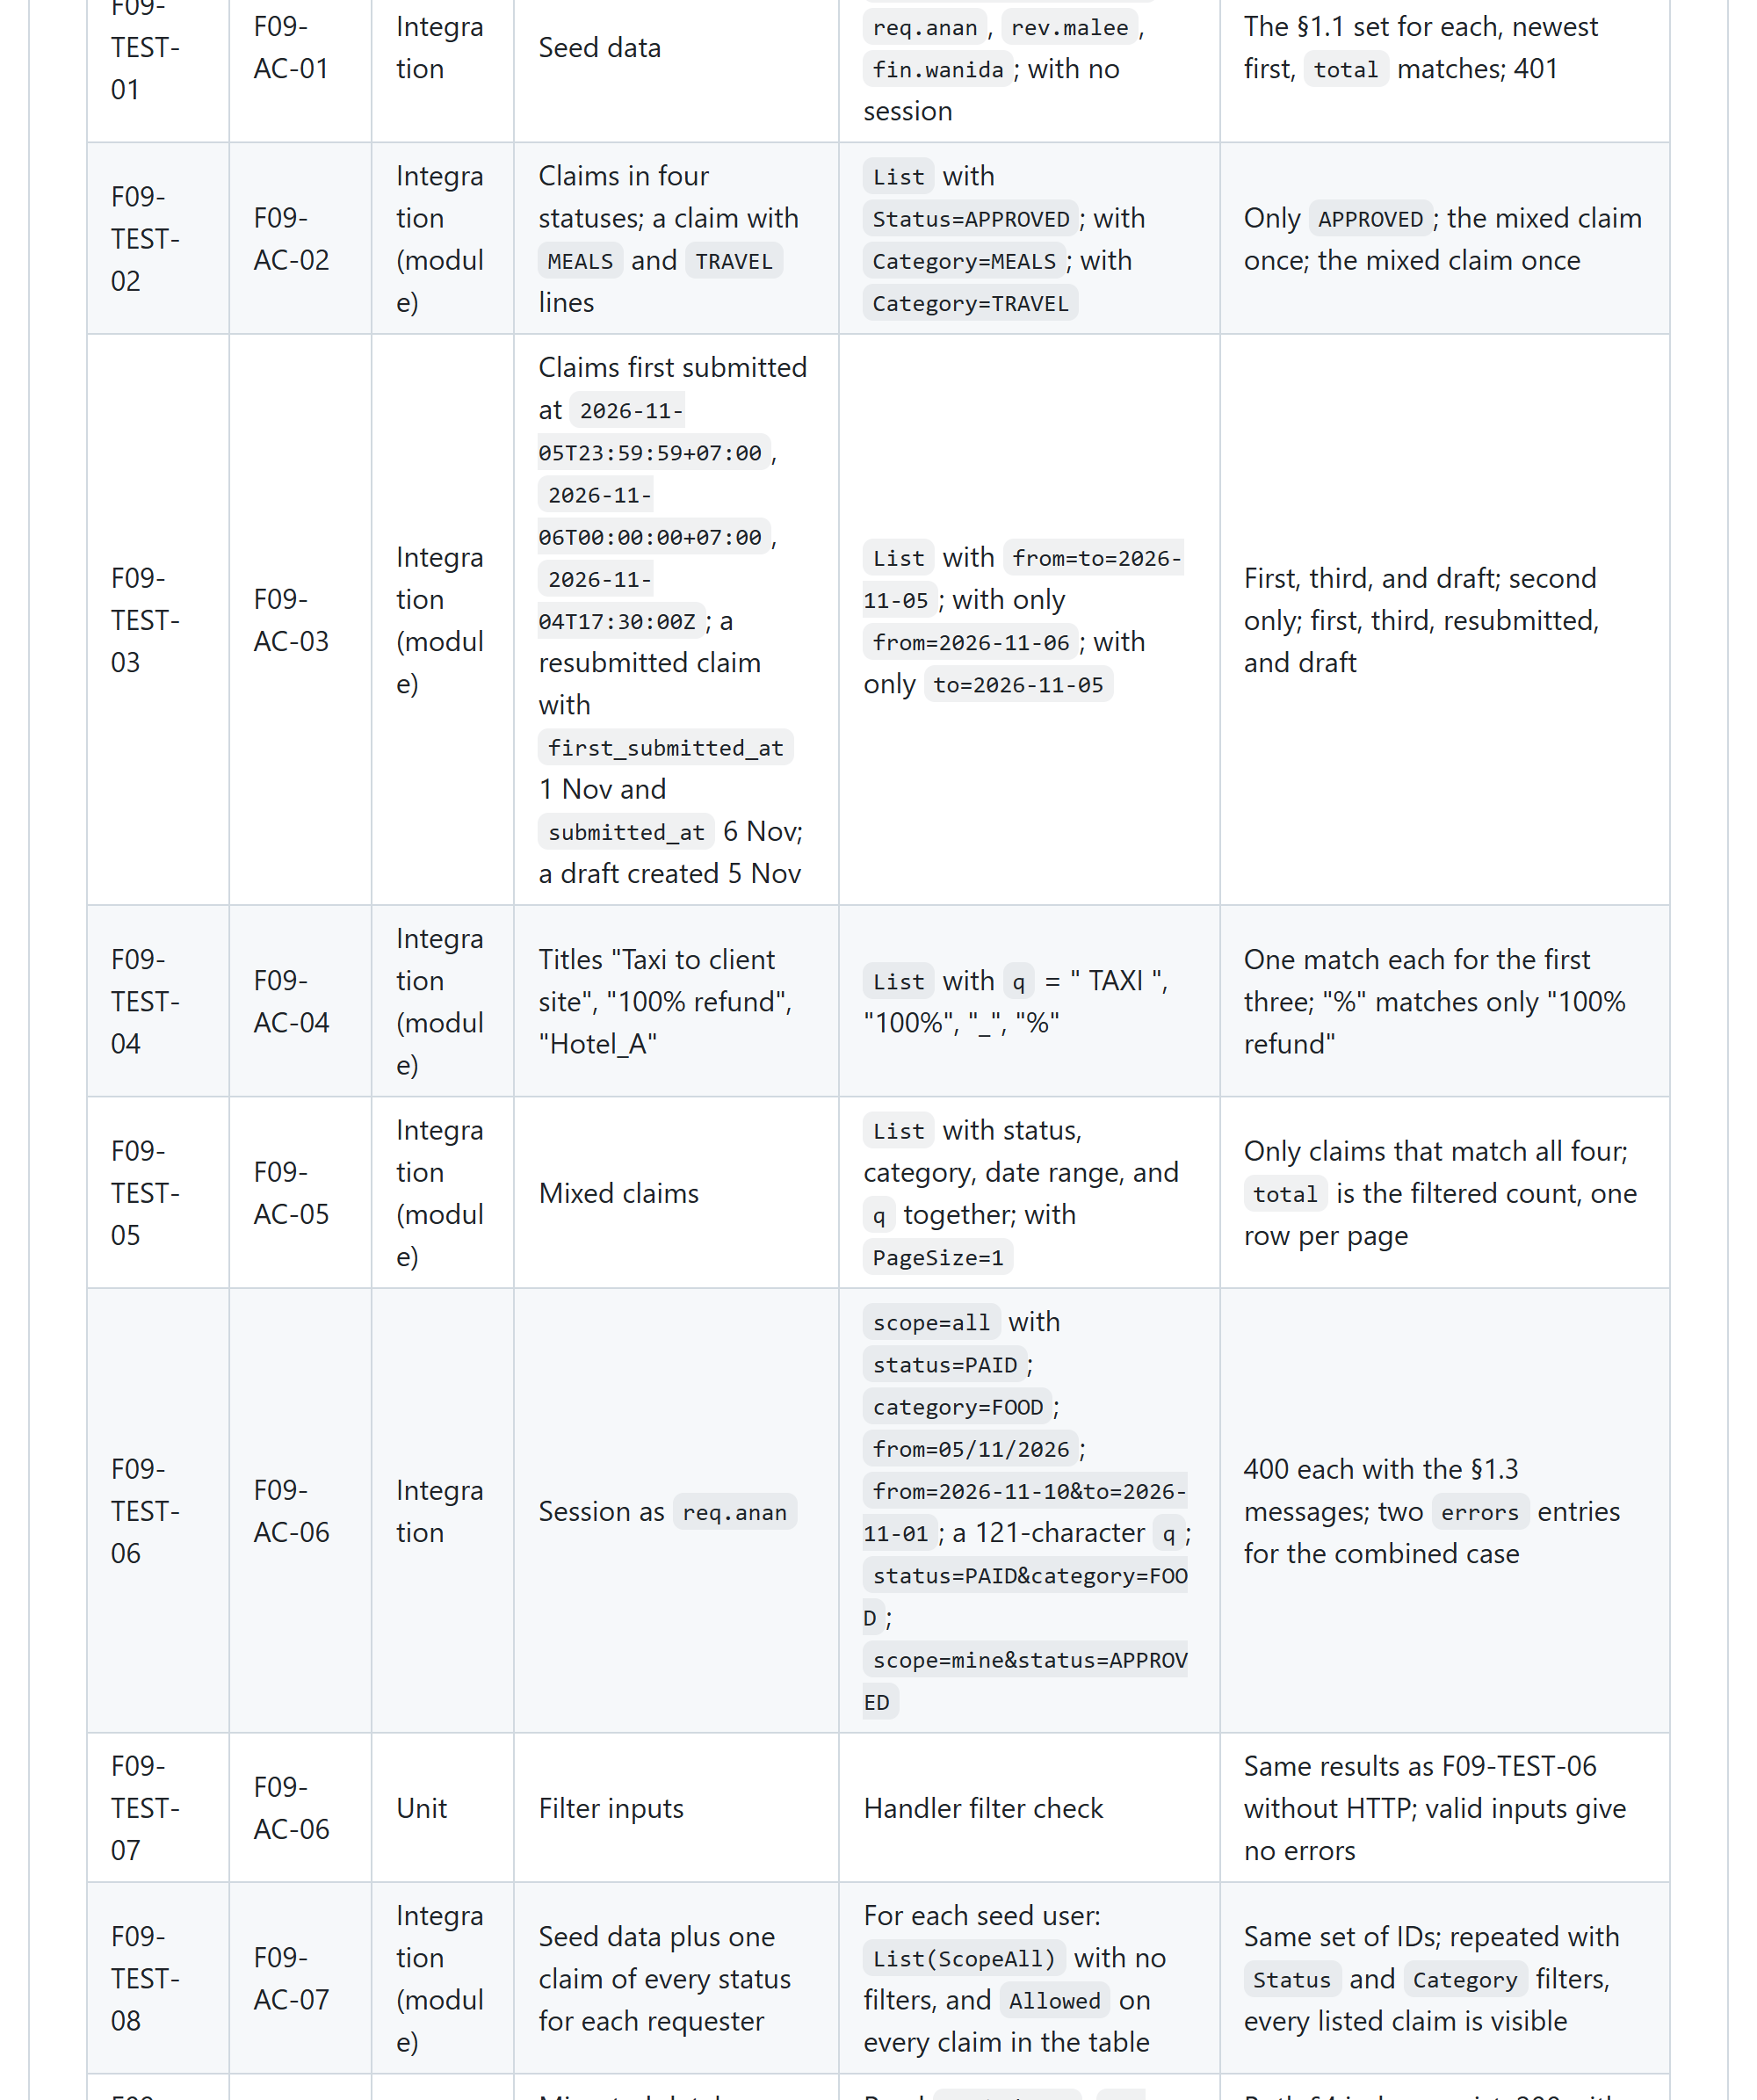 F09-
TEST-
01
F09-
AC-01
Integra
tion
Seed data
req.anan, rev.malee,
fin.wanida; with no
session
The §1.1 set for each, newest
first, total matches; 401
F09-
TEST-
02
F09-
AC-02
Integra
tion
(modul
e)
Claims in four
statuses; a claim with
MEALS and TRAVEL
lines
List with
Status=APPROVED; with
Category=MEALS; with
Category=TRAVEL
Only APPROVED; the mixed claim
once; the mixed claim once
F09-
TEST-
03
F09-
AC-03
Integra
tion
(modul
e)
Claims first submitted
at 2026-11-
05T23:59:59+07:00,
2026-11-
06T00:00:00+07:00,
2026-11-
04T17:30:00Z; a
resubmitted claim
with
first_submitted_at
1 Nov and
submitted_at 6 Nov;
a draft created 5 Nov
List with from=to=2026-
11-05; with only
from=2026-11-06; with
only to=2026-11-05
First, third, and draft; second
only; first, third, resubmitted,
and draft
F09-
TEST-
04
F09-
AC-04
Integra
tion
(modul
e)
Titles "Taxi to client
site", "100% refund",
"Hotel_A"
List with q = " TAXI ",
"100%", "_", "%"
One match each for the first
three; "%" matches only "100%
refund"
F09-
TEST-
05
F09-
AC-05
Integra
tion
(modul
e)
Mixed claims
List with status,
category, date range, and
q together; with
PageSize=1
Only claims that match all four;
total is the filtered count, one
row per page
F09-
TEST-
06
F09-
AC-06
Integra
tion
Session as req.anan
scope=all with
status=PAID;
category=FOOD;
from=05/11/2026;
from=2026-11-10&to=2026-
11-01; a 121-character q;
status=PAID&category=FOO
D;
scope=mine&status=APPROV
ED
400 each with the §1.3
messages; two errors entries
for the combined case
F09-
TEST-
07
F09-
AC-06
Unit
Filter inputs
Handler filter check
Same results as F09-TEST-06
without HTTP; valid inputs give
no errors
F09-
TEST-
08
F09-
AC-07
Integra
tion
(modul
e)
Seed data plus one
claim of every status
for each requester
For each seed user:
List(ScopeAll) with no
filters, and Allowed on
every claim in the table
Same set of IDs; repeated with
Status and Category filters,
every listed claim is visible